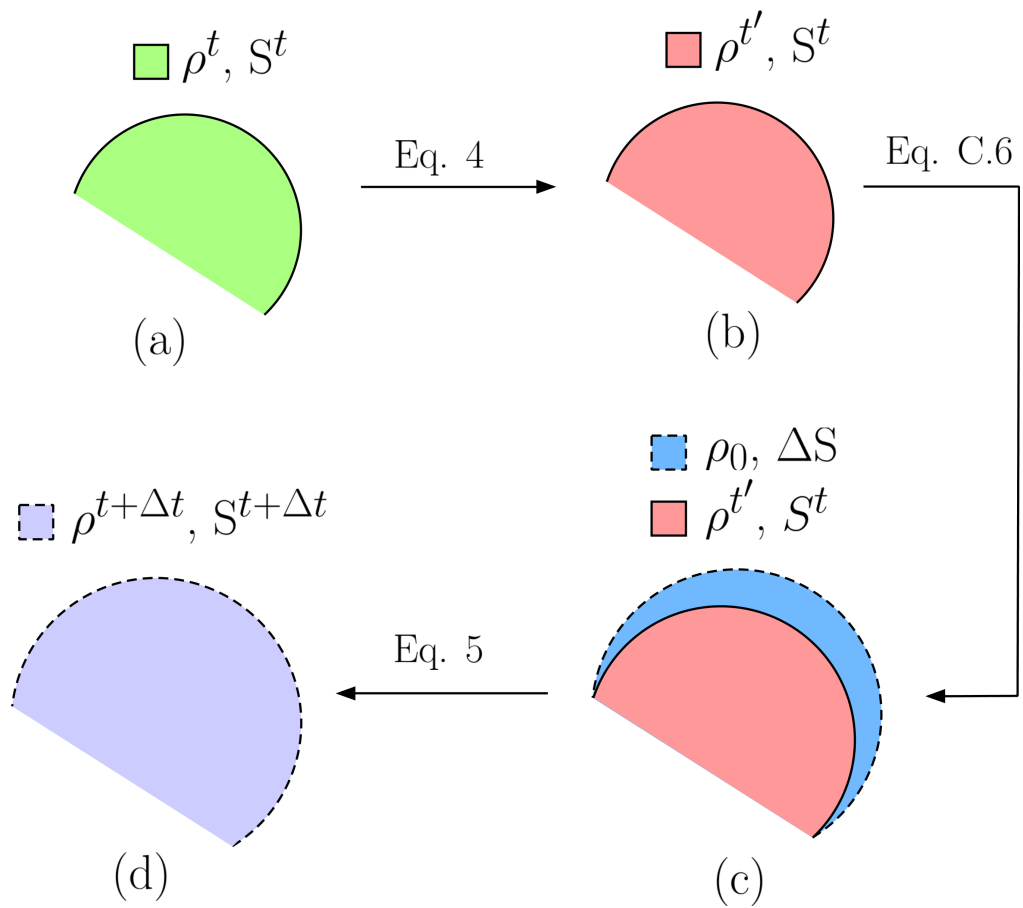 ρ^t, S^t
Eq. 4
(a)
ρ^{t'}, S^t
Eq. C.6
(b)
ρ_0, ΔS
ρ^{t'}, S^t
(c)
Eq. 5
ρ^{t+Δt}, S^{t+Δt}
(d)